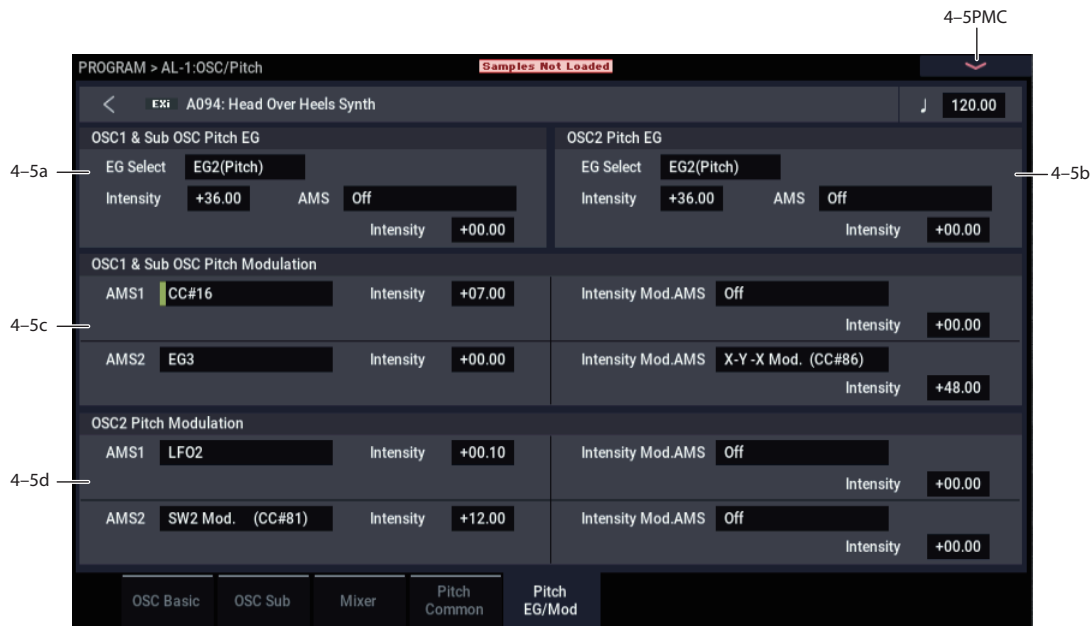 4–5PMC
PROGRAM > AL-1:OSC/Pitch
Samples Not Loaded
EXi A094: Head Over Heels Synth
♩ 120.00
OSC1 & Sub OSC Pitch EG
OSC2 Pitch EG
4–5a
EG Select EG2(Pitch)
EG Select EG2(Pitch)
4–5b
Intensity +36.00 AMS Off
Intensity +36.00 AMS Off
Intensity +00.00
Intensity +00.00
OSC1 & Sub OSC Pitch Modulation
AMS1 CC#16 Intensity +07.00 Intensity Mod.AMS Off
4–5c
Intensity +00.00
AMS2 EG3 Intensity +00.00 Intensity Mod.AMS X-Y -X Mod. (CC#86)
Intensity +48.00
OSC2 Pitch Modulation
AMS1 LFO2 Intensity +00.10 Intensity Mod.AMS Off
4–5d
Intensity +00.00
AMS2 SW2 Mod. (CC#81) Intensity +12.00 Intensity Mod.AMS Off
Intensity +00.00
OSC Basic
OSC Sub
Mixer
Pitch
Common
Pitch
EG/Mod